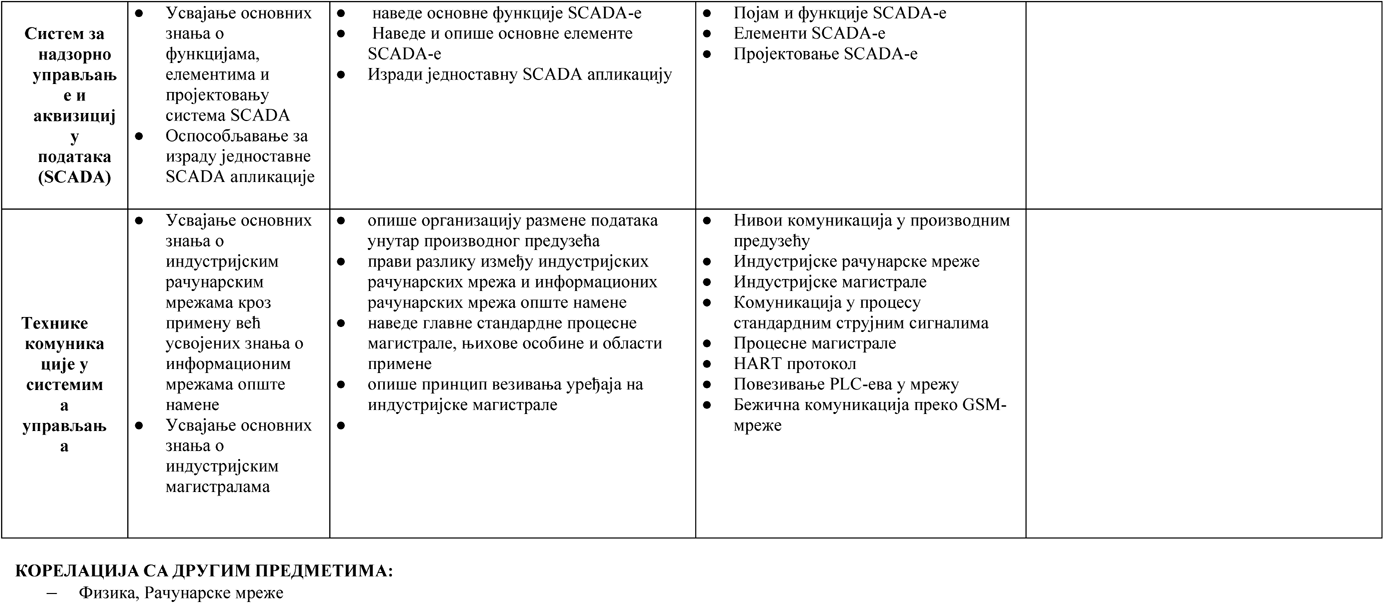 Систем за
надзорно
управљањ
е и
аквизициј
у
података
(SCADA)
● Усвајање основних
знања о
функцијама,
елементима и
пројектовању
система SCADA
● Оспособљавање за
израду једноставне
SCADA апликације
● наведе основне функције SCADA-е
● Наведе и опише основне елементе
SCADA-е
● Изради једноставну SCADA апликацију
● Појам и функције SCADA-е
● Елементи SCADA-е
● Пројектовање SCADA-е
Технике
комуника
ције у
системим
а
управљањ
а
● Усвајање основних
знања о
индустријским
рачунарским
мрежама кроз
примену већ
усвојених знања о
информационим
мрежама опште
намене
● Усвајање основних
знања о
индустријским
магистралама
● опише организацију размене података
унутар производног предузећа
● прави разлику између индустријских
рачунарских мрежа и информационих
рачунарских мрежа опште намене
● наведе главне стандардне процесне
магистрале, њихове особине и области
примене
● опише принцип везивања уређаја на
индустријске магистрале
●
● Нивои комуникација у производним
предузећу
● Индустријске рачунарске мреже
● Индустријске магистрале
● Комуникација у процесу
стандардним струјним сигналима
● Процесне магистрале
● HART протокол
● Повезивање PLC-ева у мрежу
● Бежична комуникација преко GSM-
мреже
КОРЕЛАЦИЈА СА ДРУГИМ ПРЕДМЕТИМА:
– Физика, Рачунарске мреже